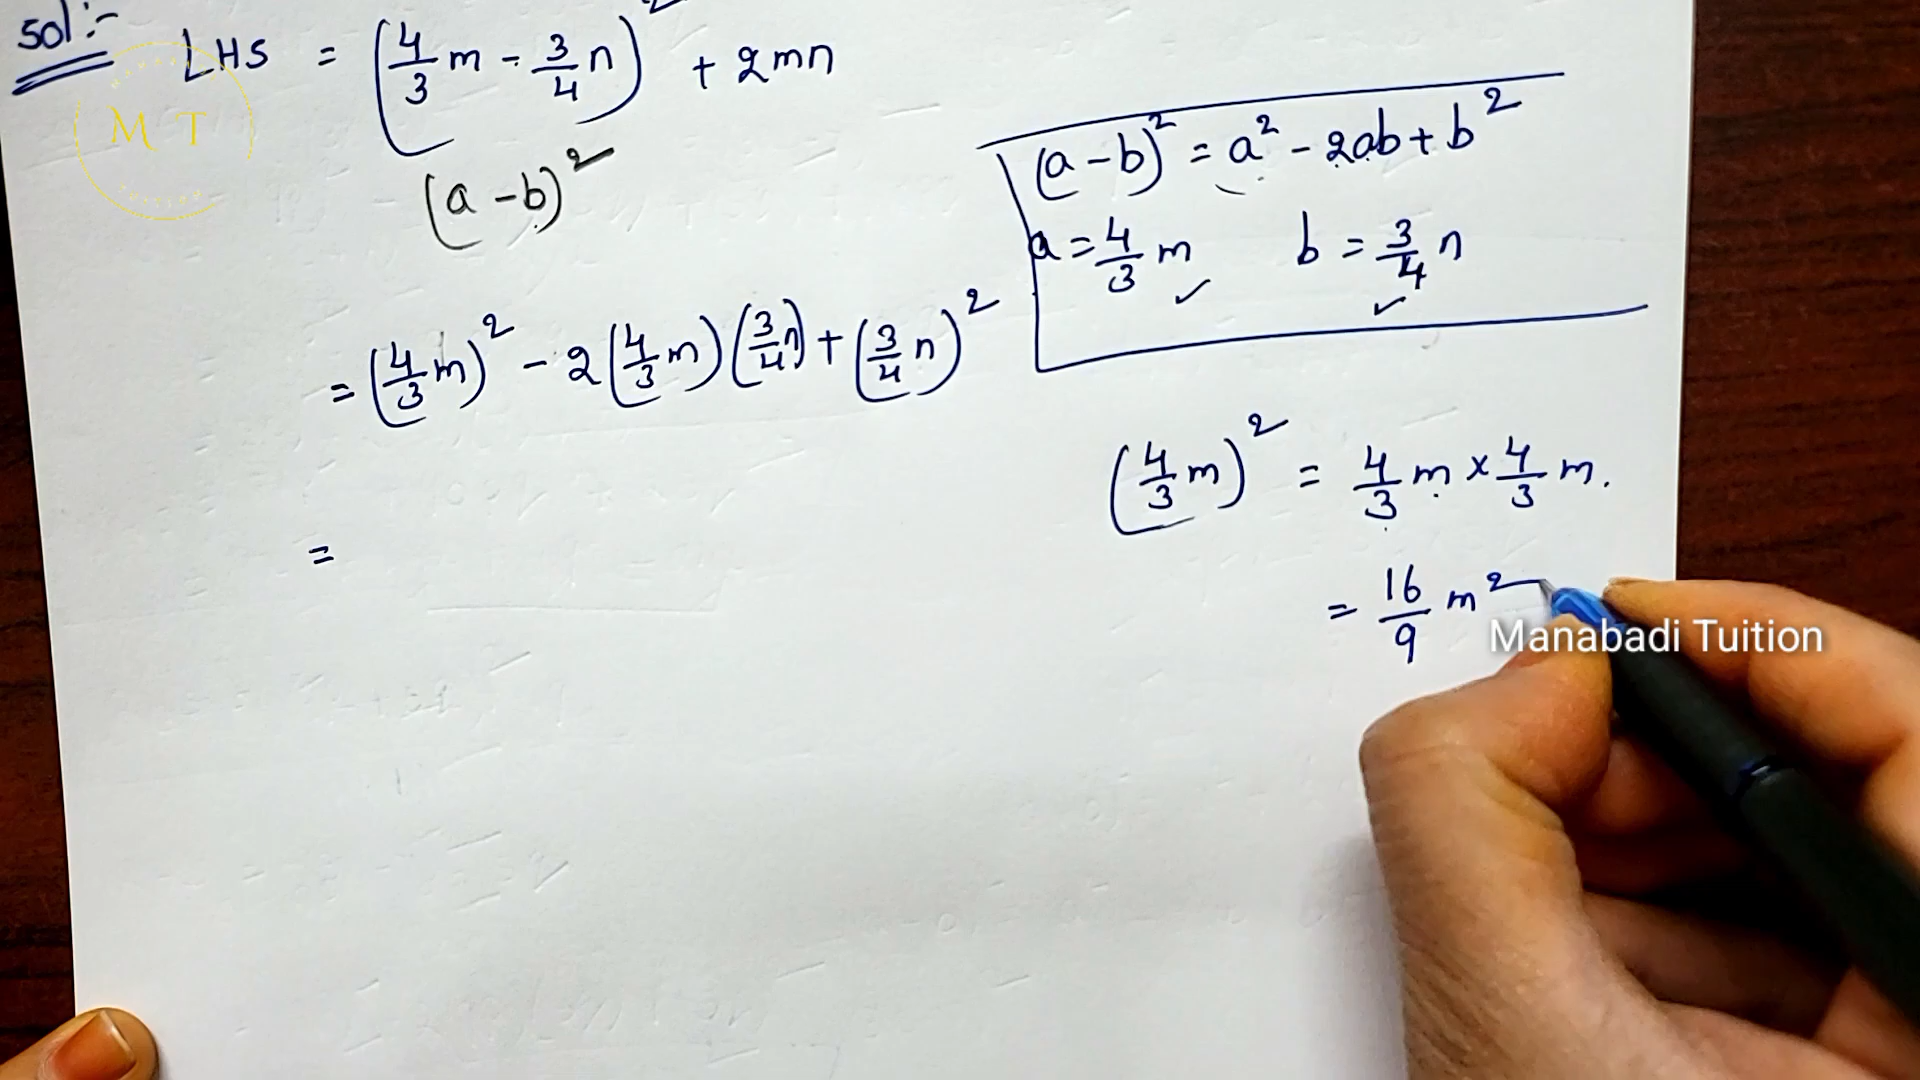 Sol:-
LHS = (4/3 m - 3/4 n)² + 2mn
(a - b)²
(a - b)² = a² - 2ab + b²
a = 4/3 m b = 3/4 n
= (4/3 m)² - 2(4/3 m)(3/4 n) + (3/4 n)²
(4/3 m)² = 4/3 m × 4/3 m.
=
= 16/9 m²
Manabadi Tuition
M T